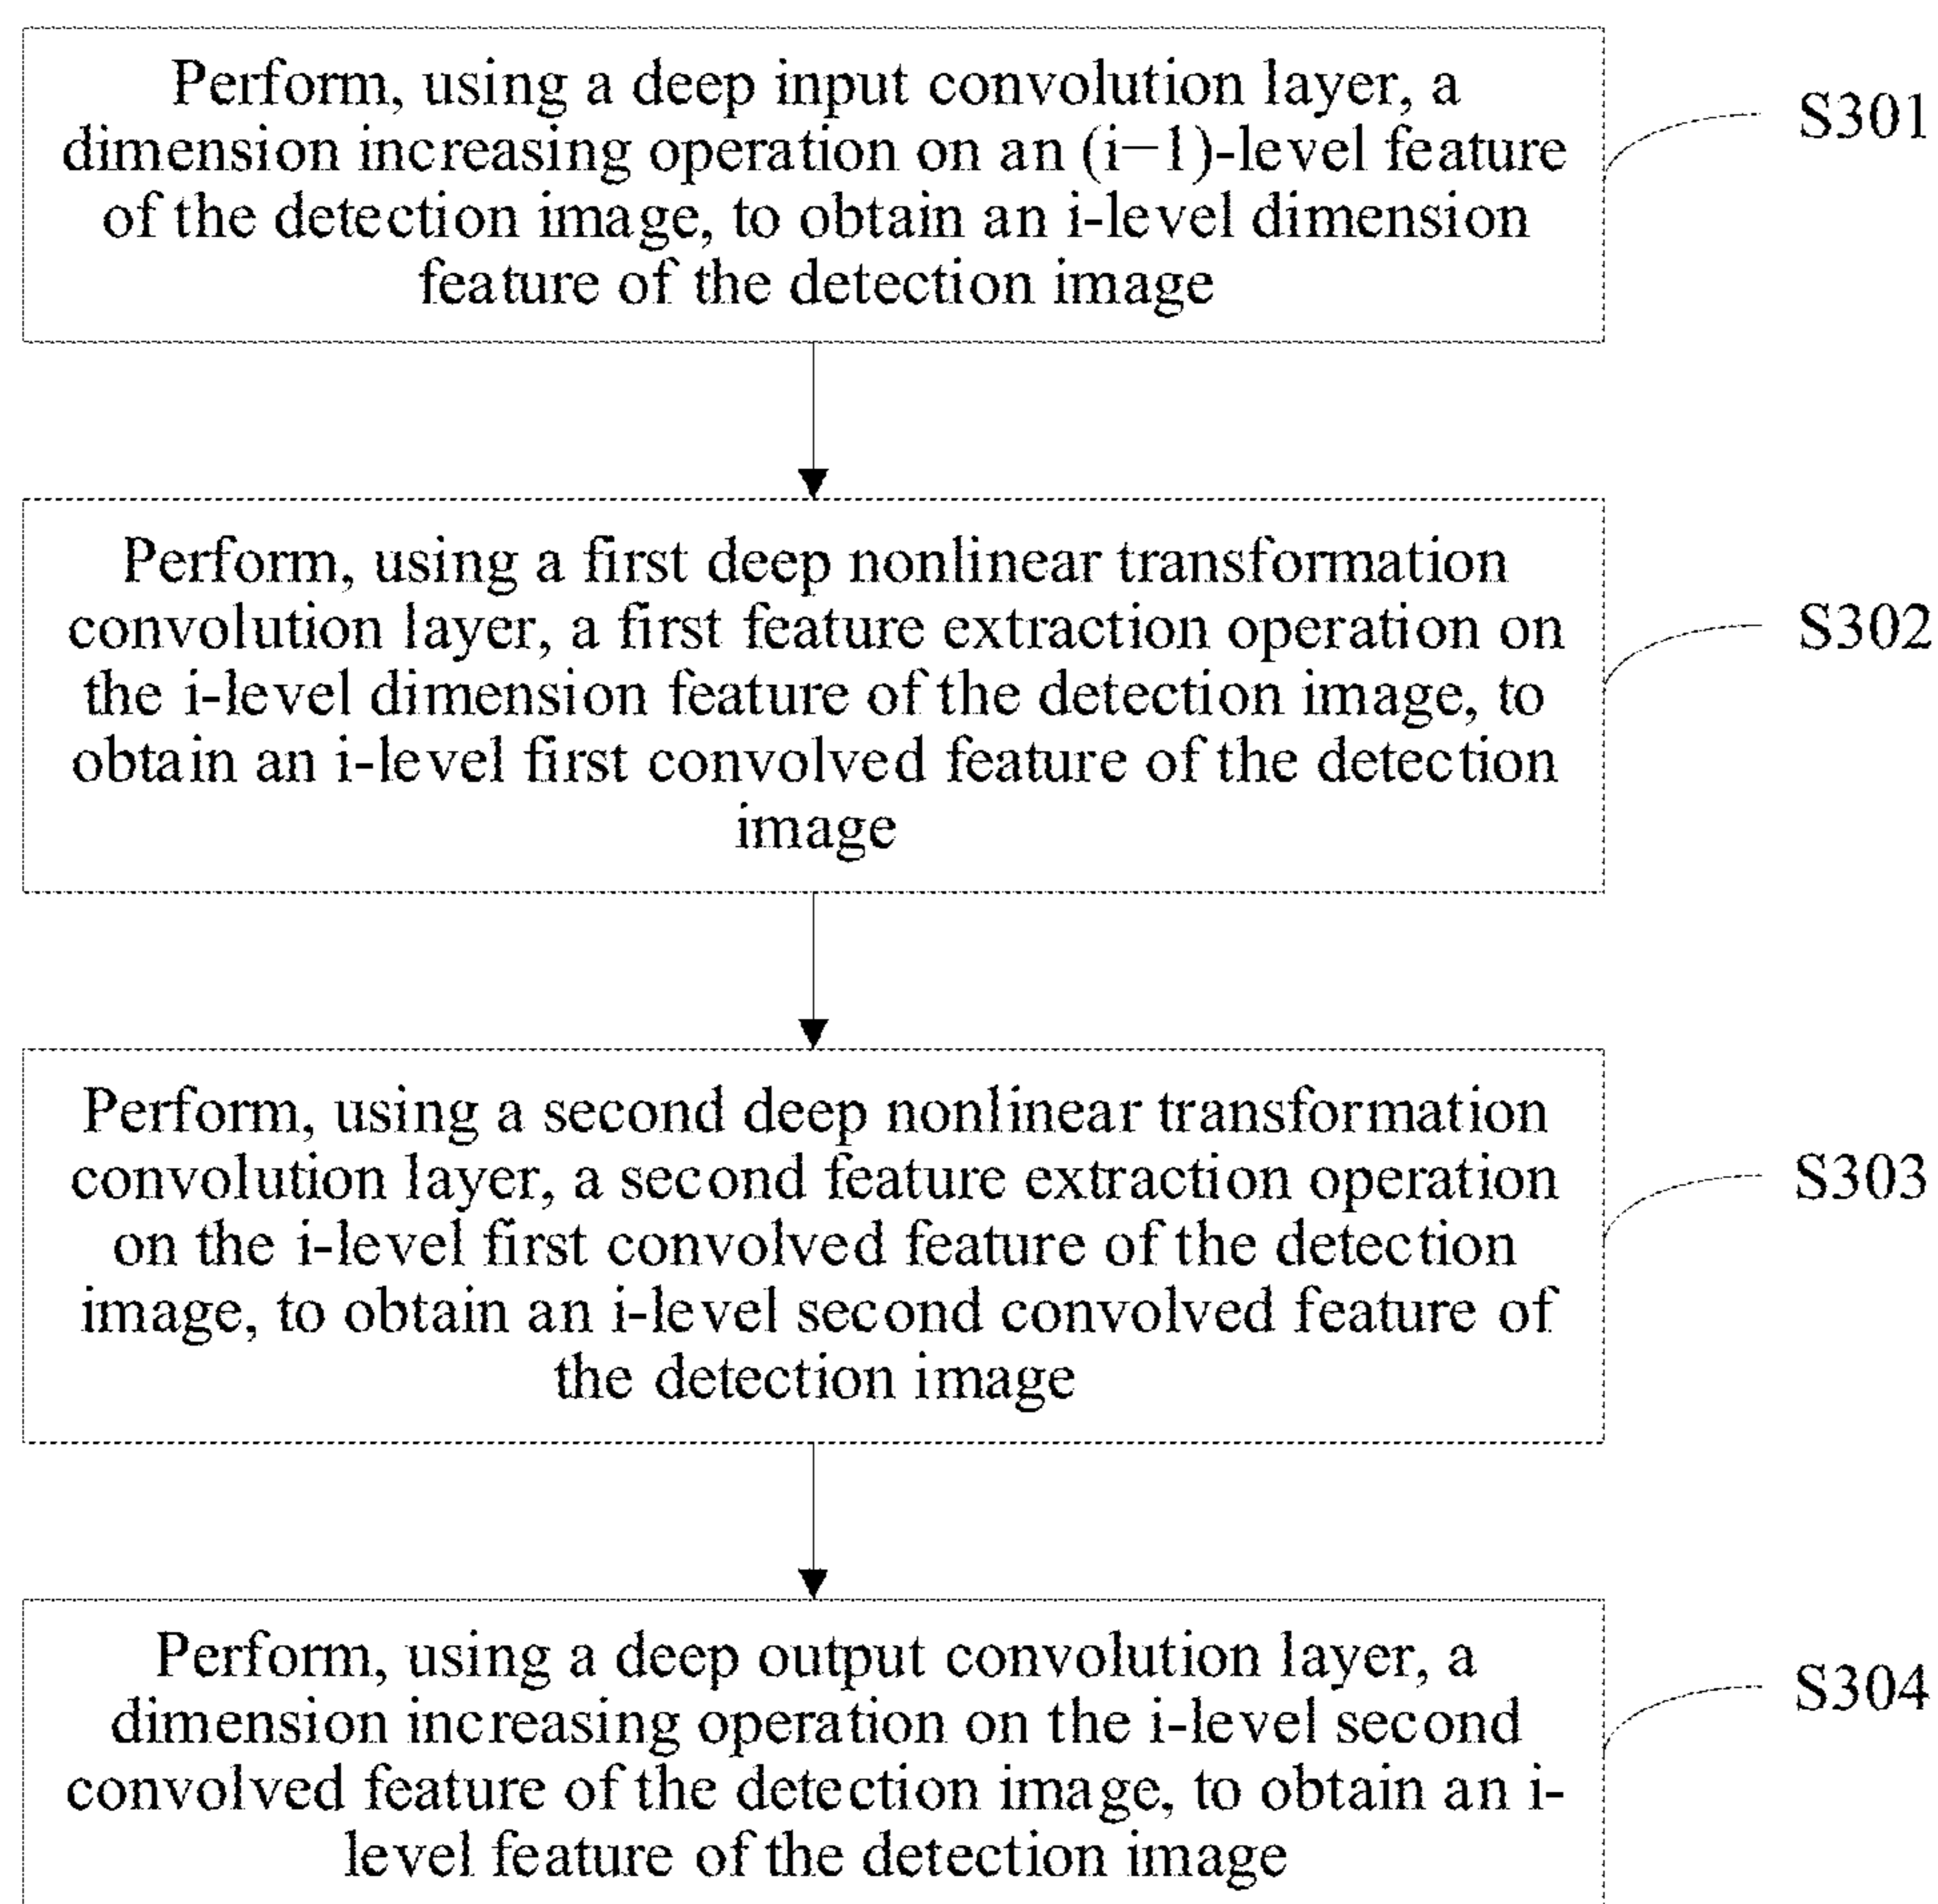 Perform, using a deep input convolution layer, a
dimension increasing operation on an (i−1)-level feature
of the detection image, to obtain an i-level dimension
feature of the detection image
S301
Perform, using a first deep nonlinear transformation
convolution layer, a first feature extraction operation on
the i-level dimension feature of the detection image, to
obtain an i-level first convolved feature of the detection
image
S302
Perform, using a second deep nonlinear transformation
convolution layer, a second feature extraction operation
on the i-level first convolved feature of the detection
image, to obtain an i-level second convolved feature of
the detection image
S303
Perform, using a deep output convolution layer, a
dimension increasing operation on the i-level second
convolved feature of the detection image, to obtain an i-
level feature of the detection image
S304